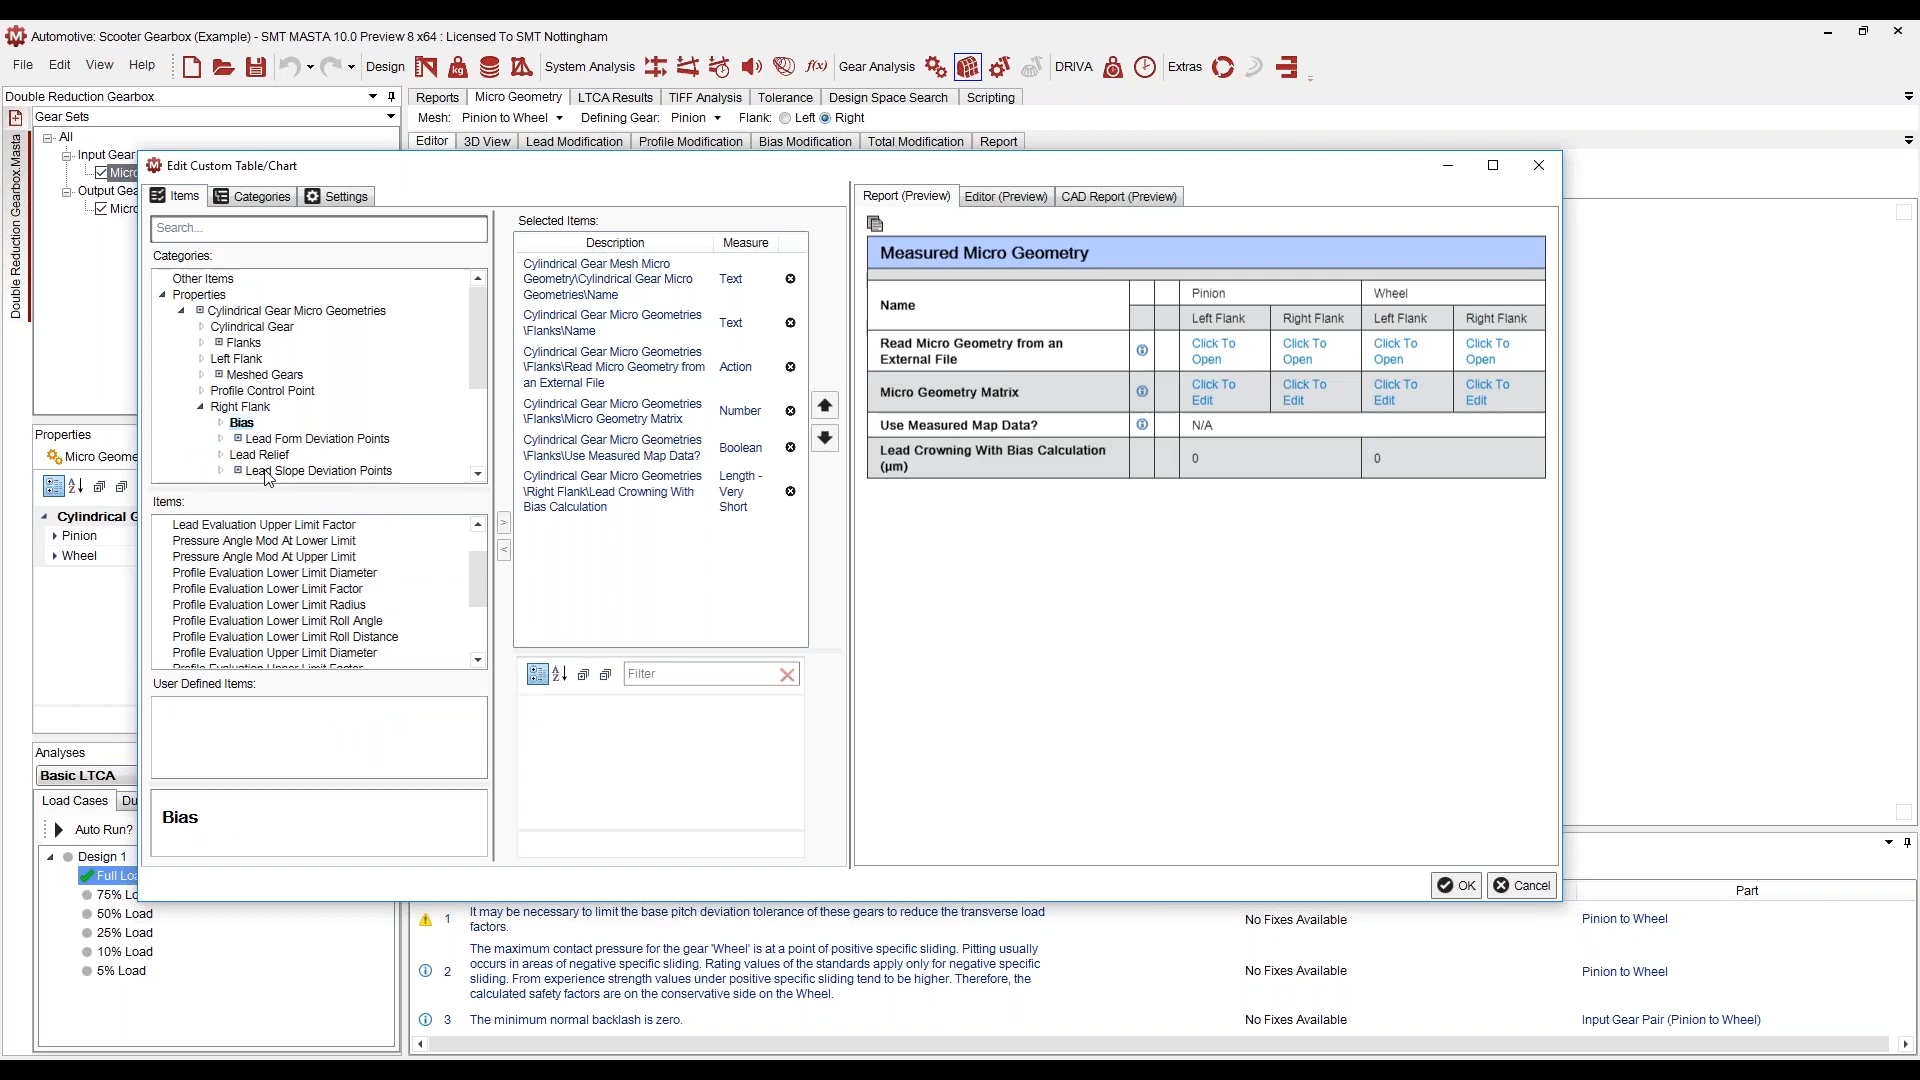 Automotive: Scooter Gearbox (Example) - SMT MASTA 10.0 Preview 8 x64 : Licensed To SMT Nottingham
File Edit View Help Design System Analysis f(x) Gear Analysis DRIVA Extras
Double Reduction Gearbox
Reports Micro Geometry LTCA Results TIFF Analysis Tolerance Design Space Search Scripting
Gear Sets
Mesh: Pinion to Wheel Defining Gear: Pinion Flank: Left Right
Editor 3D View Lead Modification Profile Modification Bias Modification Total Modification Report
Double Reduction Gearbox.Masta
All
Input Gear
Micro
Output Gea
Micro
Properties
Micro Geome
Cylindrical G
Pinion
Wheel
Analyses
Basic LTCA
Load Cases Du
Auto Run?
Design 1
Full Loa
75% Lo
50% Load
25% Load
10% Load
5% Load
Edit Custom Table/Chart
Items Categories Settings
Search...
Categories:
Other Items
Properties
Cylindrical Gear Micro Geometries
Cylindrical Gear
Flanks
Left Flank
Meshed Gears
Profile Control Point
Right Flank
Bias
Lead Form Deviation Points
Lead Relief
Lead Slope Deviation Points
Items:
Lead Evaluation Upper Limit Factor
Pressure Angle Mod At Lower Limit
Pressure Angle Mod At Upper Limit
Profile Evaluation Lower Limit Diameter
Profile Evaluation Lower Limit Factor
Profile Evaluation Lower Limit Radius
Profile Evaluation Lower Limit Roll Angle
Profile Evaluation Lower Limit Roll Distance
Profile Evaluation Upper Limit Diameter
Profile Evaluation Upper Limit Factor
User Defined Items:
Bias
Selected Items:
Description Measure
Cylindrical Gear Mesh Micro
Geometry\Cylindrical Gear Micro Text
Geometries\Name
Cylindrical Gear Micro Geometries
\Flanks\Name Text
Cylindrical Gear Micro Geometries
\Flanks\Read Micro Geometry from Action
an External File
Cylindrical Gear Micro Geometries
\Flanks\Micro Geometry Matrix Number
Cylindrical Gear Micro Geometries
\Flanks\Use Measured Map Data? Boolean
Cylindrical Gear Micro Geometries Length -
\Right Flank\Lead Crowning With Very
Bias Calculation Short
> 
<
Filter
Report (Preview) Editor (Preview) CAD Report (Preview)
Measured Micro Geometry
Name Pinion Wheel
Left Flank Right Flank Left Flank Right Flank
Read Micro Geometry from an Click To Click To Click To Click To
External File Open Open Open Open
Micro Geometry Matrix Click To Click To Click To Click To
Edit Edit Edit Edit
Use Measured Map Data? N/A
Lead Crowning With Bias Calculation
(µm) 0 0
OK Cancel
Part
1 It may be necessary to limit the base pitch deviation tolerance of these gears to reduce the transverse load No Fixes Available Pinion to Wheel
factors.
The maximum contact pressure for the gear 'Wheel' is at a point of positive specific sliding. Pitting usually
2 occurs in areas of negative specific sliding. Rating values of the standards apply only for negative specific No Fixes Available Pinion to Wheel
sliding. From experience strength values under positive specific sliding tend to be higher. Therefore, the
calculated safety factors are on the conservative side on the Wheel.
3 The minimum normal backlash is zero. No Fixes Available Input Gear Pair (Pinion to Wheel)